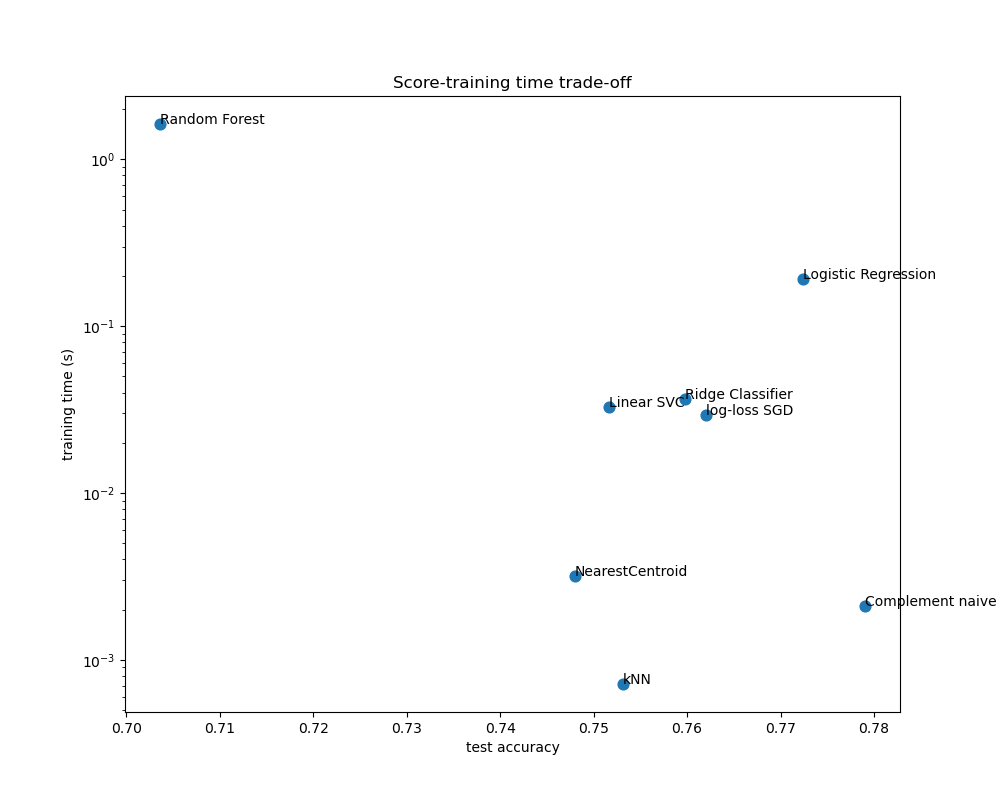 Score-training time trade-off
Random Forest
10⁰
Logistic Regression
10⁻¹
training time (s)
Ridge Classifier
Linear SVC
log-loss SGD
10⁻²
NearestCentroid
Complement naive
10⁻³
kNN
0.70 0.71 0.72 0.73 0.74 0.75 0.76 0.77 0.78
test accuracy